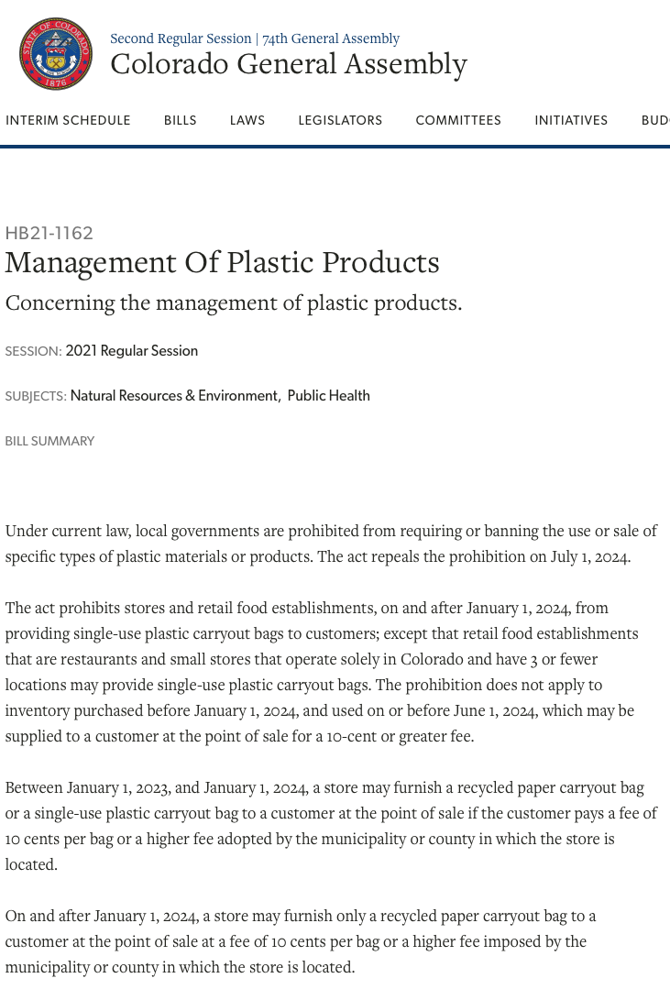 STATE OF COLORADO
1876
Second Regular Session | 74th General Assembly
Colorado General Assembly
INTERIM SCHEDULE BILLS LAWS LEGISLATORS COMMITTEES INITIATIVES
HB21-1162
Management Of Plastic Products
Concerning the management of plastic products.
SESSION: 2021 Regular Session
SUBJECTS: Natural Resources & Environment, Public Health
BILL SUMMARY
Under current law, local governments are prohibited from requiring or banning the use or sale of
specific types of plastic materials or products. The act repeals the prohibition on July 1, 2024.
The act prohibits stores and retail food establishments, on and after January 1, 2024, from
providing single-use plastic carryout bags to customers; except that retail food establishments
that are restaurants and small stores that operate solely in Colorado and have 3 or fewer
locations may provide single-use plastic carryout bags. The prohibition does not apply to
inventory purchased before January 1, 2024, and used on or before June 1, 2024, which may be
supplied to a customer at the point of sale for a 10-cent or greater fee.
Between January 1, 2023, and January 1, 2024, a store may furnish a recycled paper carryout bag
or a single-use plastic carryout bag to a customer at the point of sale if the customer pays a fee of
10 cents per bag or a higher fee adopted by the municipality or county in which the store is
located.
On and after January 1, 2024, a store may furnish only a recycled paper carryout bag to a
customer at the point of sale at a fee of 10 cents per bag or a higher fee imposed by the
municipality or county in which the store is located.